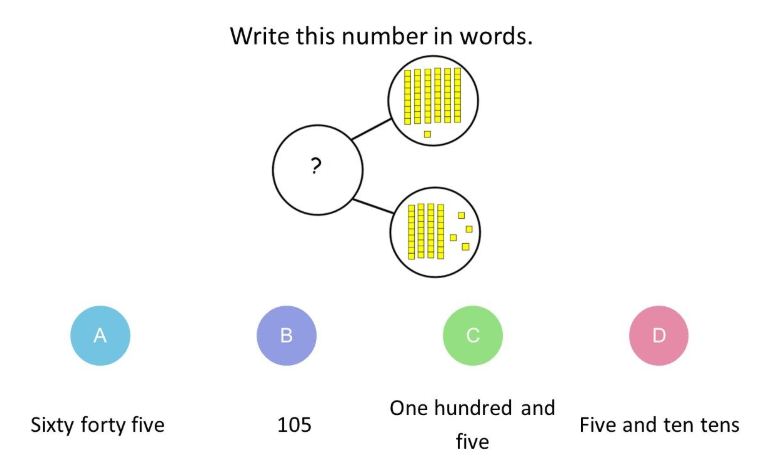 Write this number in words.
?
A
B
C
D
Sixty forty five
105
One hundred and
five
Five and ten tens